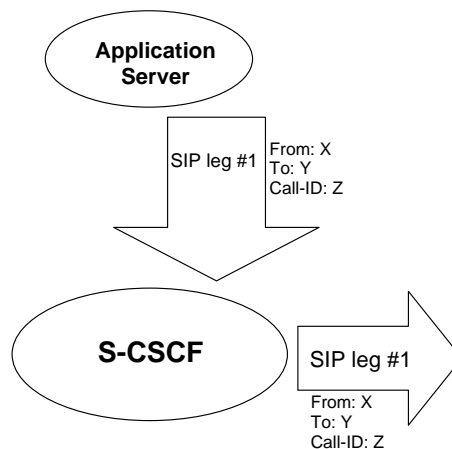 Application
Server
SIP leg #1
From: X
To: Y
Call-ID: Z
S-CSCF
SIP leg #1
From: X
To: Y
Call-ID: Z